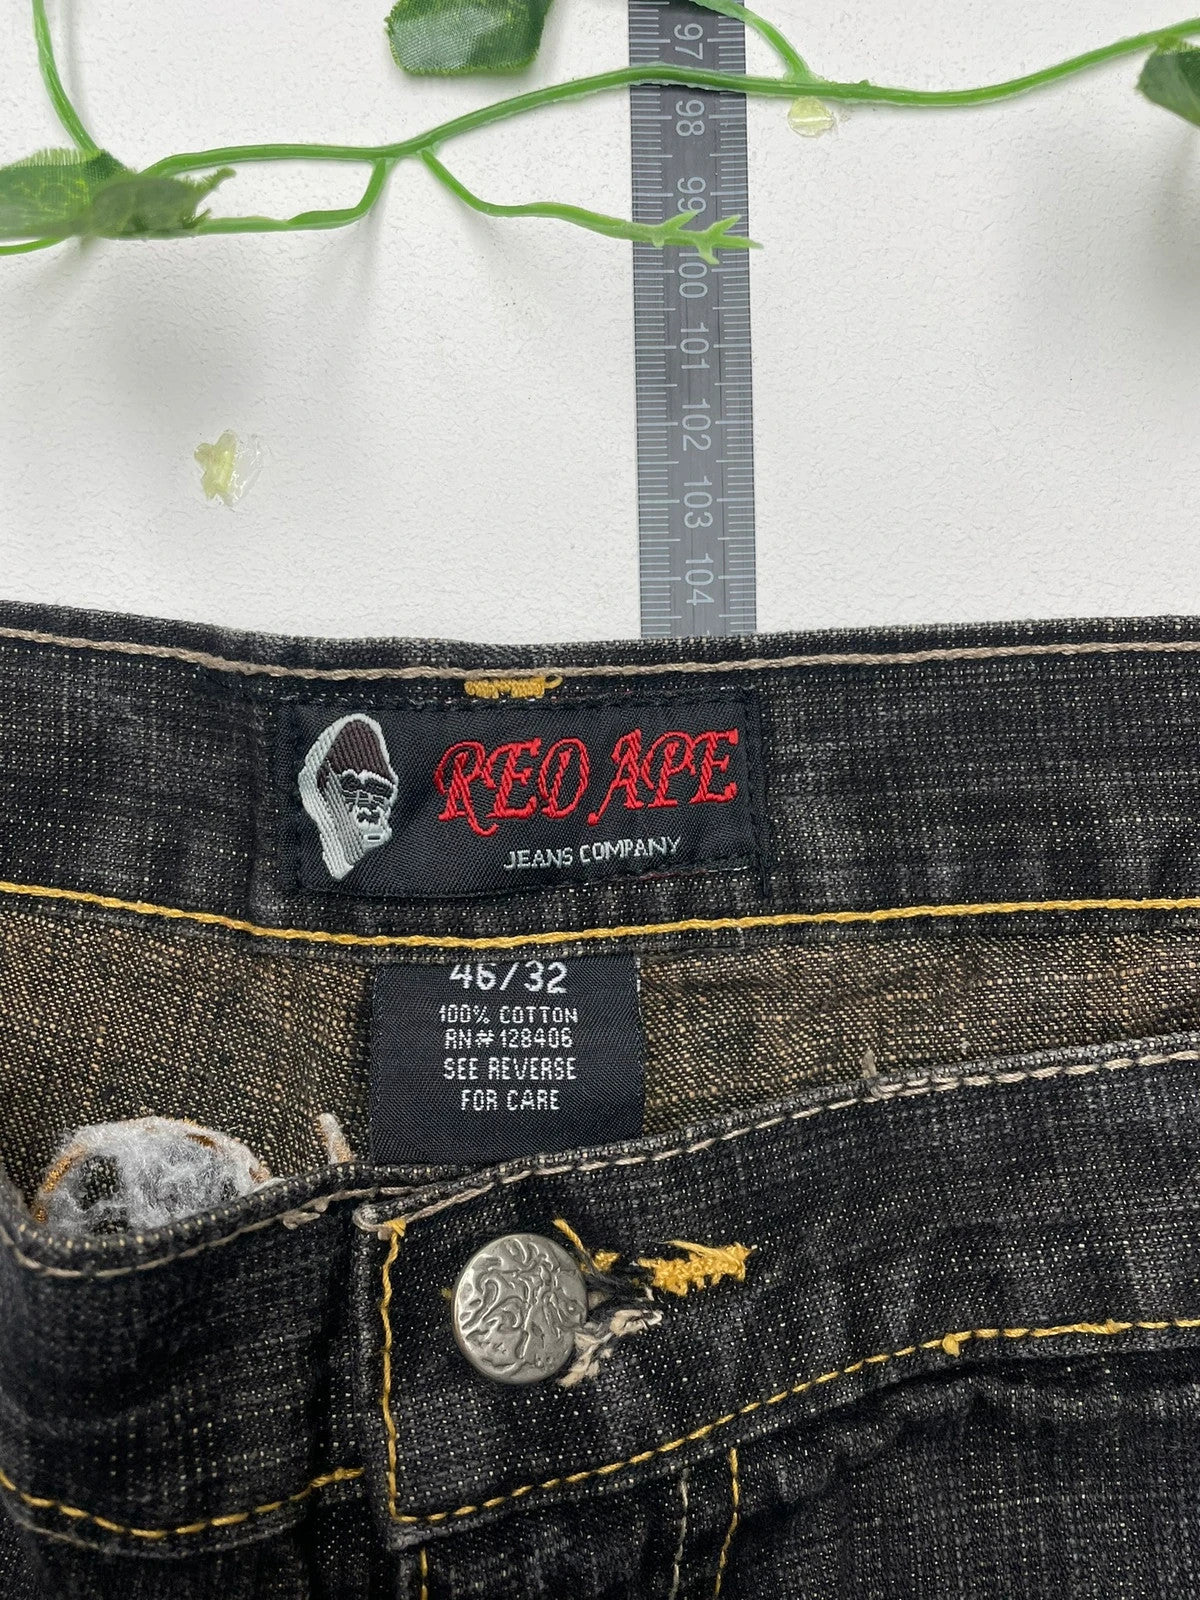 97
98
99
100
101
102
103
104
RED APE
JEANS COMPANY
46/32
100% COTTON
RN# 128406
SEE REVERSE
FOR CARE